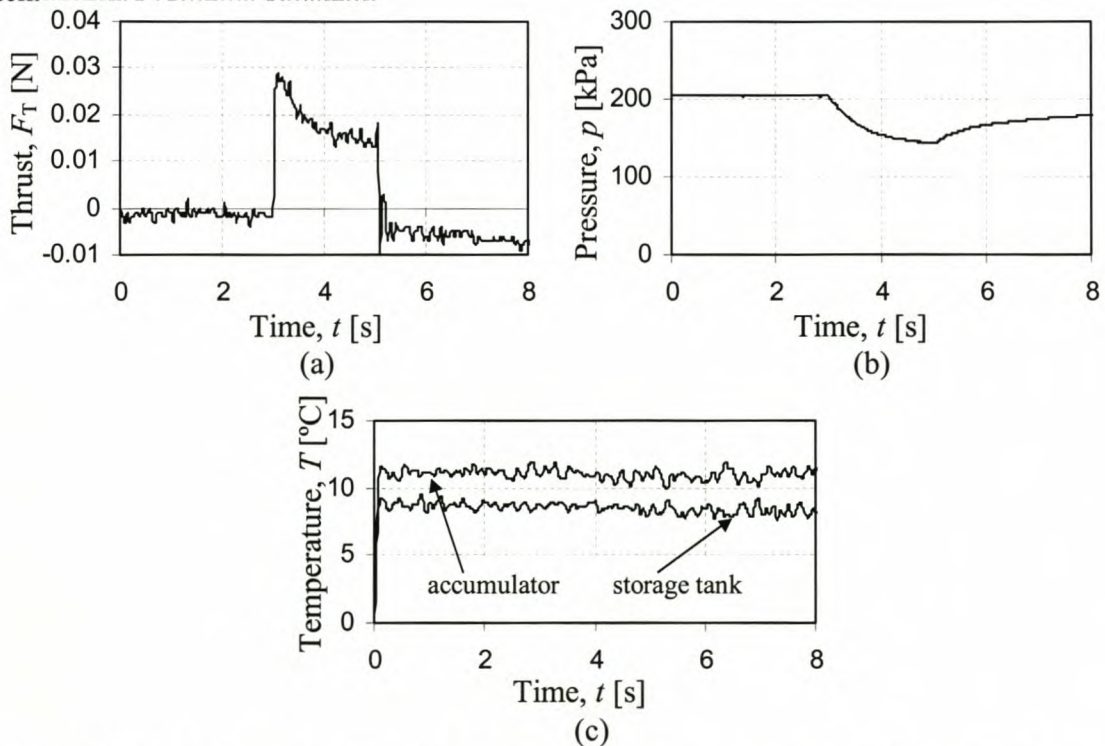 0.04
0.03
0.02
0.01
0
-0.01
Thrust, F_T [N]
0 2 4 6 8
Time, t [s]
(a)
300
200
100
0
Pressure, p [kPa]
0 2 4 6 8
Time, t [s]
(b)
15
10
5
0
Temperature, T [ºC]
accumulator
storage tank
0 2 4 6 8
Time, t [s]
(c)